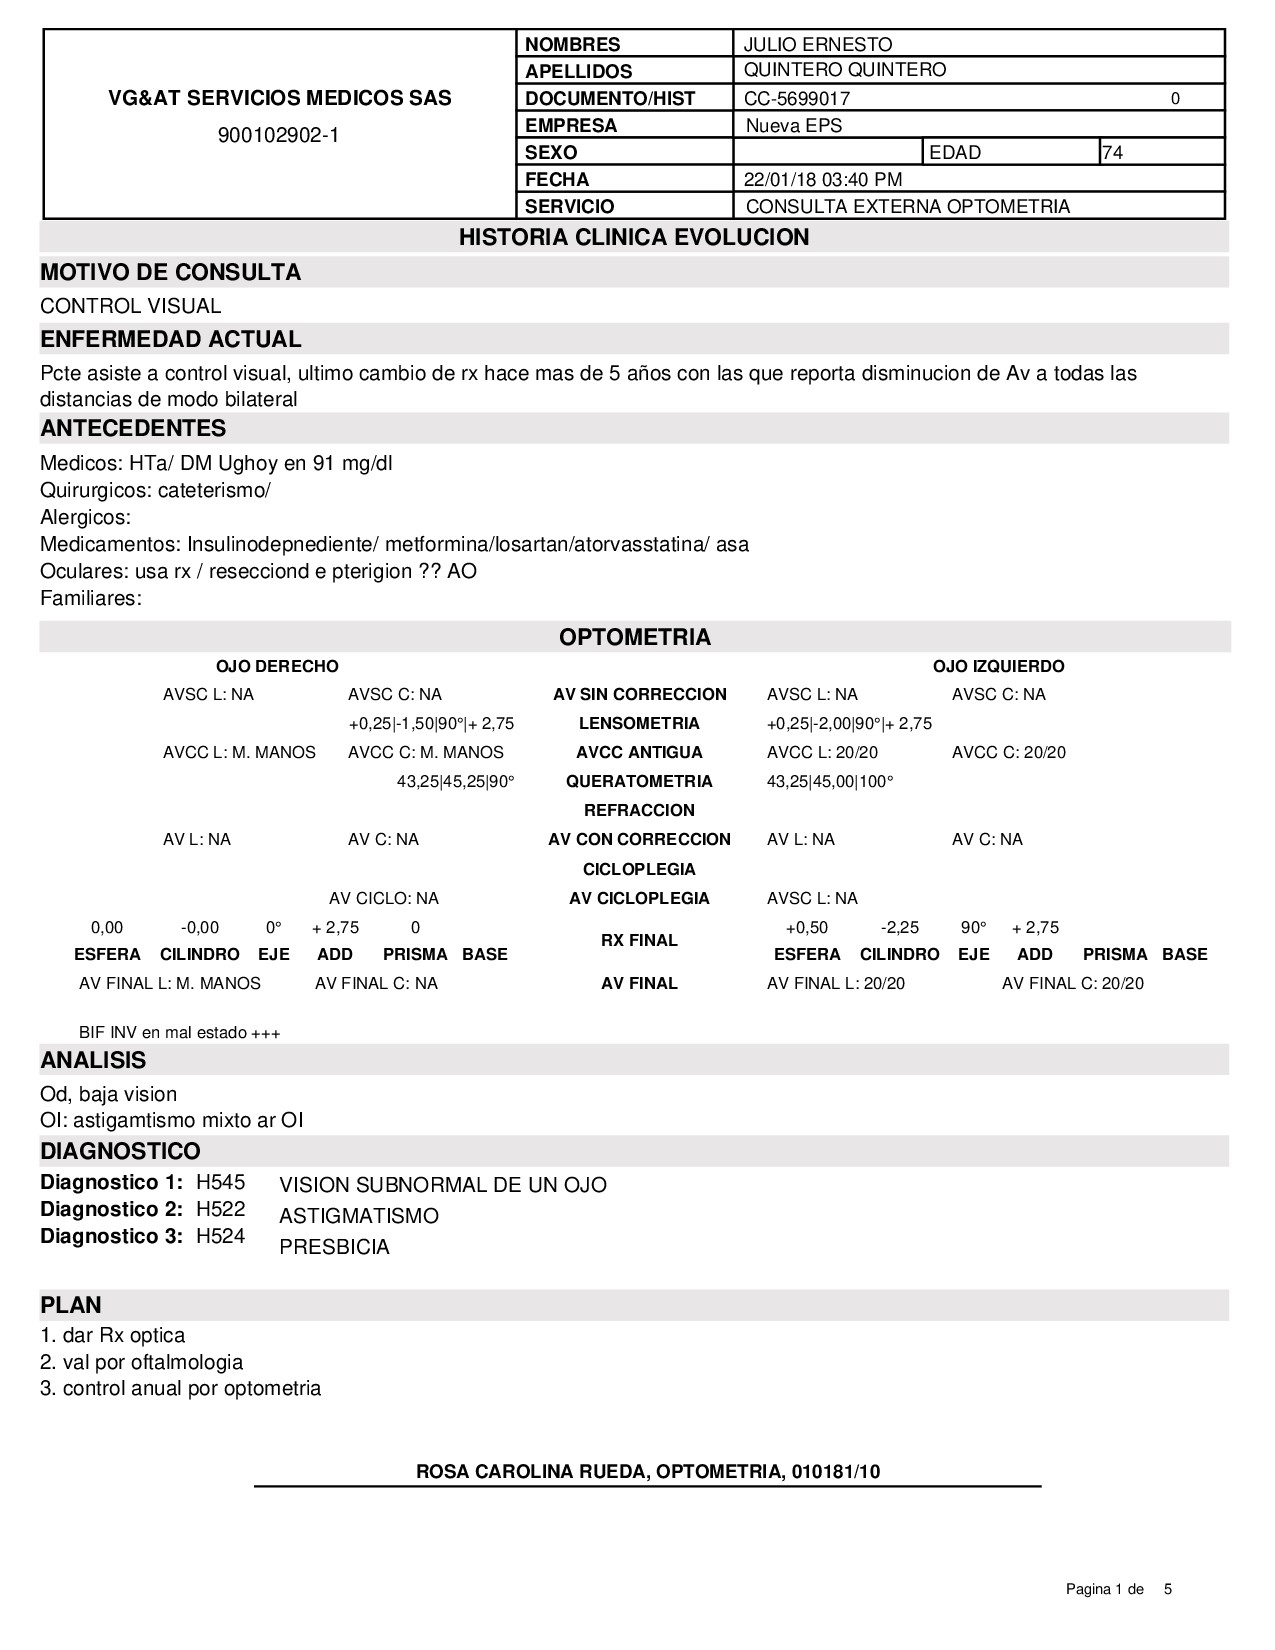 VG&AT SERVICIOS MEDICOS SAS
900102902-1
NOMBRES JULIO ERNESTO
APELLIDOS QUINTERO QUINTERO
DOCUMENTO/HIST CC-5699017 0
EMPRESA Nueva EPS
SEXO EDAD 74
FECHA 22/01/18 03:40 PM
SERVICIO CONSULTA EXTERNA OPTOMETRIA
HISTORIA CLINICA EVOLUCION
MOTIVO DE CONSULTA
CONTROL VISUAL
ENFERMEDAD ACTUAL
Pcte asiste a control visual, ultimo cambio de rx hace mas de 5 años con las que reporta disminucion de Av a todas las
distancias de modo bilateral
ANTECEDENTES
Medicos: HTa/ DM Ughoy en 91 mg/dl
Quirurgicos: cateterismo/
Alergicos:
Medicamentos: Insulinodepnediente/ metformina/losartan/atorvasstatina/ asa
Oculares: usa rx / resecciond e pterigion ?? AO
Familiares:
OPTOMETRIA
OJO DERECHO OJO IZQUIERDO
AVSC L: NA AVSC C: NA AV SIN CORRECCION AVSC L: NA AVSC C: NA
+0,25|-1,50|90°|+ 2,75 LENSOMETRIA +0,25|-2,00|90°|+ 2,75
AVCC L: M. MANOS AVCC C: M. MANOS AVCC ANTIGUA AVCC L: 20/20 AVCC C: 20/20
43,25|45,25|90° QUERATOMETRIA 43,25|45,00|100°
REFRACCION
AV L: NA AV C: NA AV CON CORRECCION AV L: NA AV C: NA
CICLOPLEGIA
AV CICLO: NA AV CICLOPLEGIA AVSC L: NA
0,00 -0,00 0° + 2,75 0 +0,50 -2,25 90° + 2,75
RX FINAL
ESFERA CILINDRO EJE ADD PRISMA BASE ESFERA CILINDRO EJE ADD PRISMA BASE
AV FINAL L: M. MANOS AV FINAL C: NA AV FINAL AV FINAL L: 20/20 AV FINAL C: 20/20
BIF INV en mal estado +++
ANALISIS
Od, baja vision
OI: astigamtismo mixto ar OI
DIAGNOSTICO
Diagnostico 1: H545 VISION SUBNORMAL DE UN OJO
Diagnostico 2: H522 ASTIGMATISMO
Diagnostico 3: H524 PRESBICIA
PLAN
1. dar Rx optica
2. val por oftalmologia
3. control anual por optometria
ROSA CAROLINA RUEDA, OPTOMETRIA, 010181/10
Pagina 1 de 5